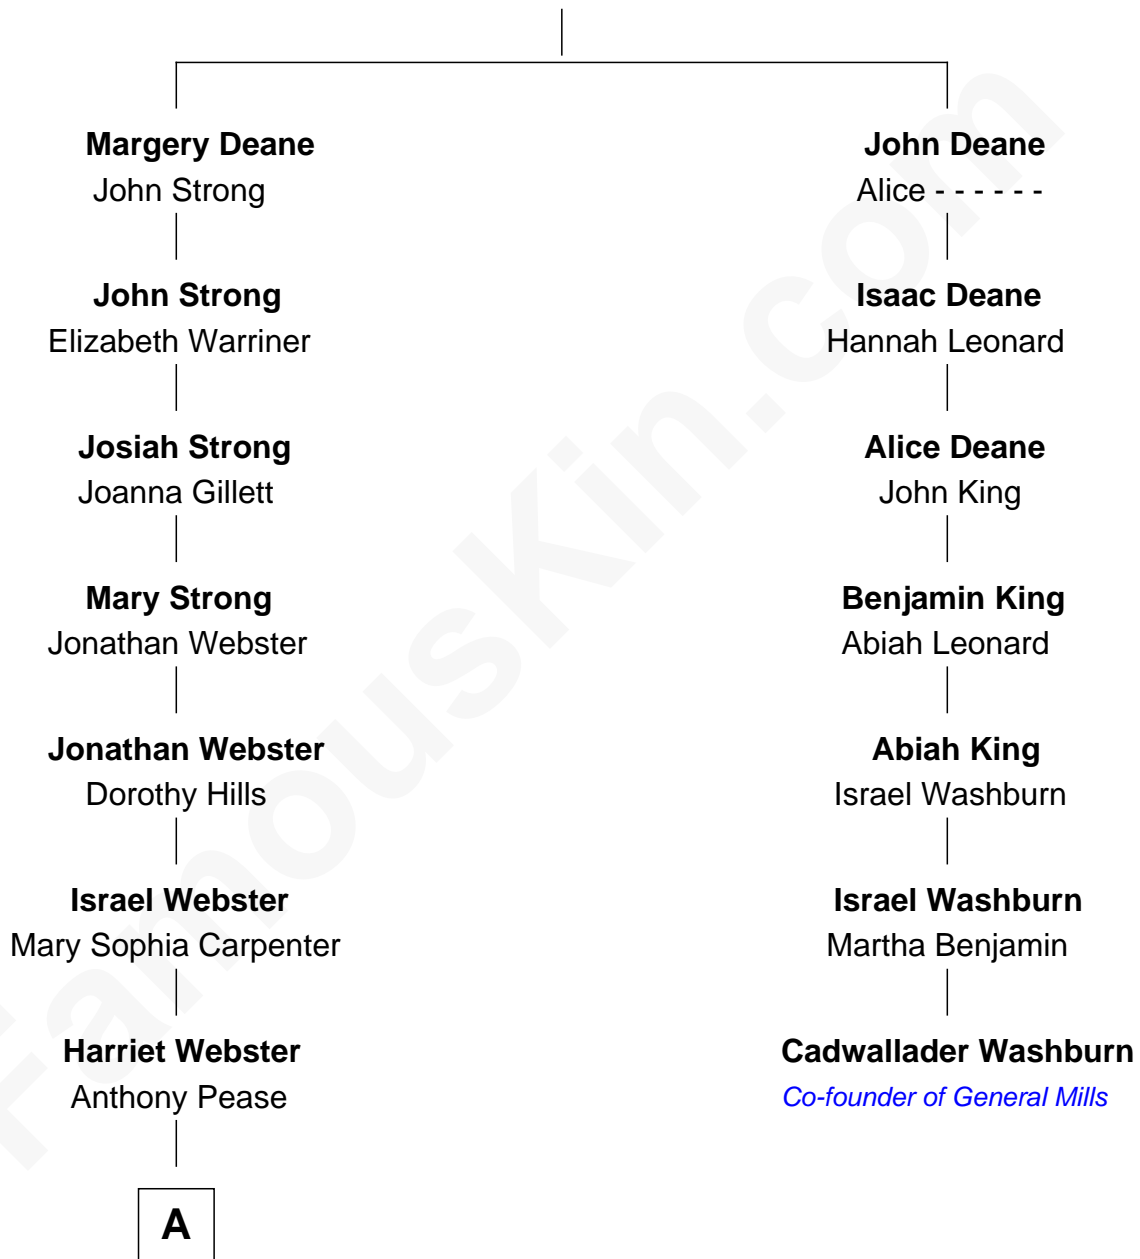 Margery Deane
John Strong
John Strong
Elizabeth Warriner
Josiah Strong
Joanna Gillett
Mary Strong
Jonathan Webster
Jonathan Webster
Dorothy Hills
Israel Webster
Mary Sophia Carpenter
Harriet Webster
Anthony Pease
A
John Deane
Alice - - - - - -
Isaac Deane
Hannah Leonard
Alice Deane
John King
Benjamin King
Abiah Leonard
Abiah King
Israel Washburn
Israel Washburn
Martha Benjamin
Cadwallader Washburn
Co-founder of General Mills
FamousKin.com